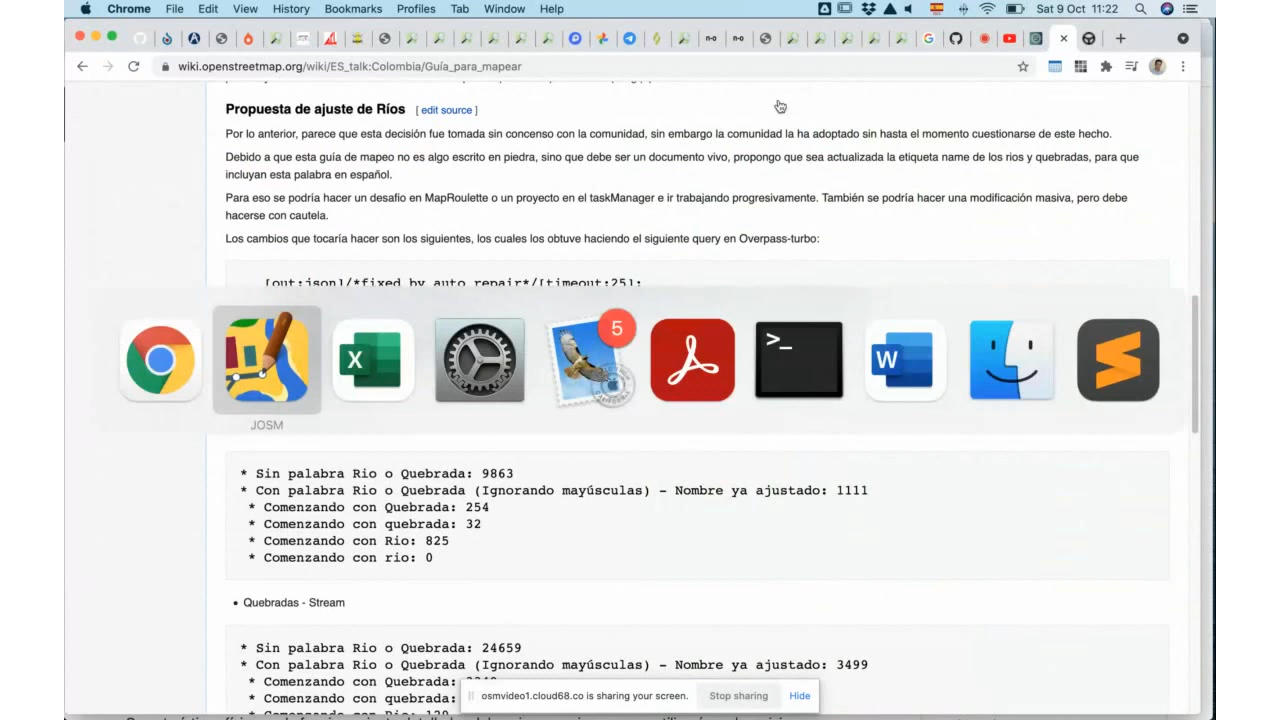 Chrome File Edit View History Bookmarks Profiles Tab Window Help Sat 9 Oct 11:22
wiki.openstreetmap.org/wiki/ES_talk:Colombia/Guía_para_mapear
Propuesta de ajuste de Ríos [ edit source ]
Por lo anterior, parece que esta decisión fue tomada sin concenso con la comunidad, sin embargo la comunidad la ha adoptado sin hasta el momento cuestionarse de este hecho.
Debido a que esta guía de mapeo no es algo escrito en piedra, sino que debe ser un documento vivo, propongo que sea actualizada la etiqueta name de los rios y quebradas, para que
incluyan esta palabra en español.
Para eso se podría hacer un desafio en MapRoulette o un proyecto en el taskManager e ir trabajando progresivamente. También se podría hacer una modificación masiva, pero debe
hacerse con cautela.
Los cambios que tocaría hacer son los siguientes, los cuales los obtuve haciendo el siguiente query en Overpass-turbo:
[out:json]/*fixed by auto repair*/[timeout:25];
5
JOSM
* Sin palabra Rio o Quebrada: 9863
* Con palabra Rio o Quebrada (Ignorando mayúsculas) - Nombre ya ajustado: 1111
* Comenzando con Quebrada: 254
* Comenzando con quebrada: 32
* Comenzando con Rio: 825
* Comenzando con rio: 0
• Quebradas - Stream
* Sin palabra Rio o Quebrada: 24659
* Con palabra Rio o Quebrada (Ignorando mayúsculas) - Nombre ya ajustado: 3499
* Comenzando con
* Comenzando con
osmvideo1.cloud68.co is sharing your screen. Stop sharing Hide